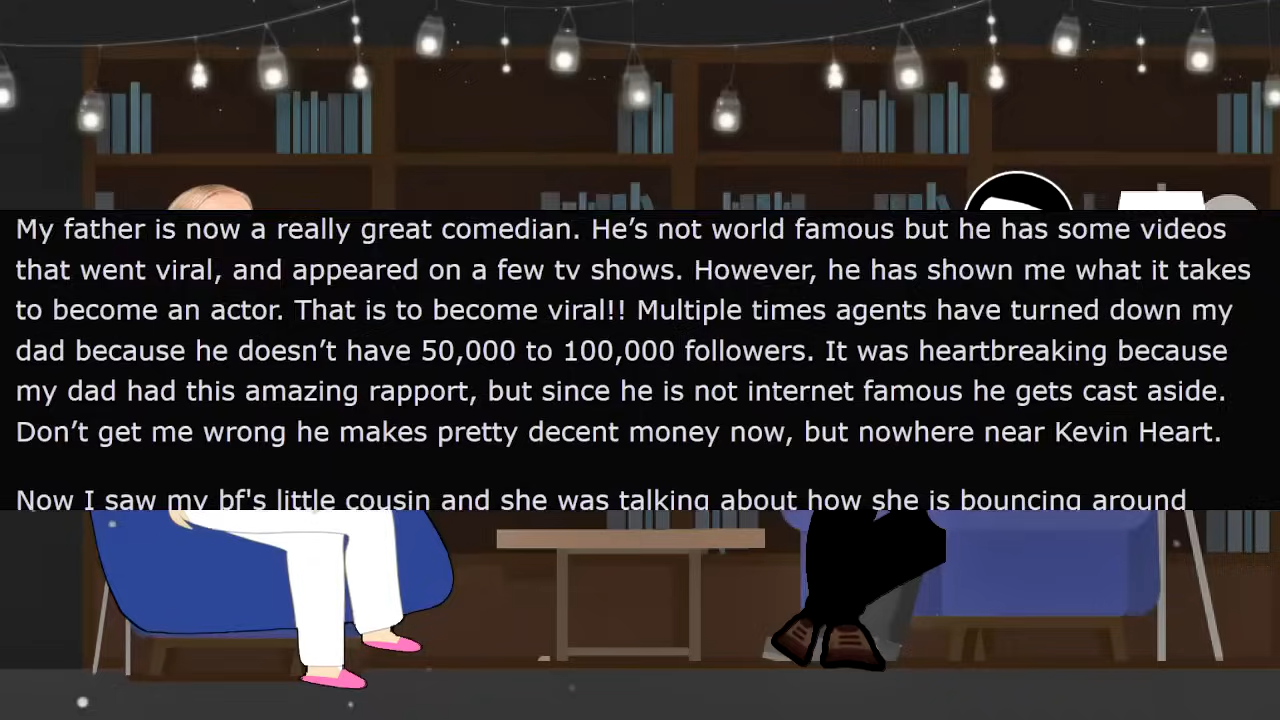 My father is now a really great comedian. He’s not world famous but he has some videos
that went viral, and appeared on a few tv shows. However, he has shown me what it takes
to become an actor. That is to become viral!! Multiple times agents have turned down my
dad because he doesn’t have 50,000 to 100,000 followers. It was heartbreaking because
my dad had this amazing rapport, but since he is not internet famous he gets cast aside.
Don’t get me wrong he makes pretty decent money now, but nowhere near Kevin Heart.
Now I saw my bf's little cousin and she was talking about how she is bouncing around